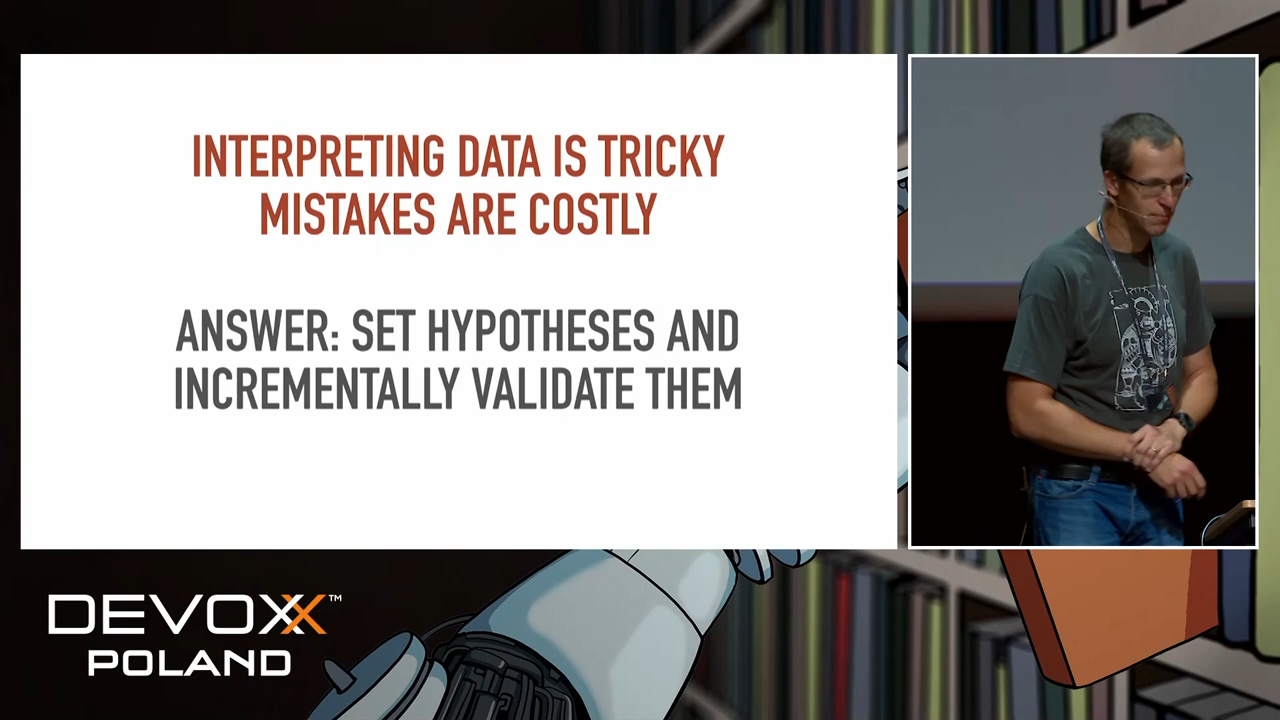 INTERPRETING DATA IS TRICKY
MISTAKES ARE COSTLY
ANSWER: SET HYPOTHESES AND
INCREMENTALLY VALIDATE THEM
DEVOXX™
POLAND